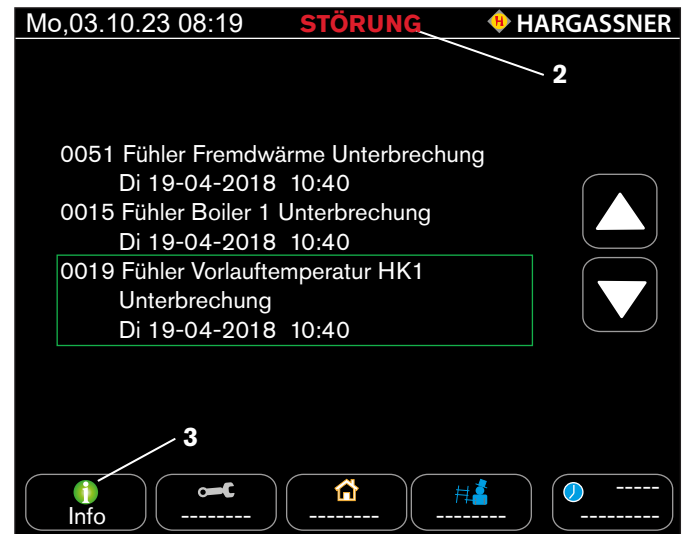 Mo,03.10.23 08:19 STÖRUNG H HARGASSNER
2
0051 Fühler Fremdwärme Unterbrechung
Di 19-04-2018 10:40
0015 Fühler Boiler 1 Unterbrechung
Di 19-04-2018 10:40
0019 Fühler Vorlauftemperatur HK1
Unterbrechung
Di 19-04-2018 10:40
3
i -----
Info -------- -------- -------- ---------